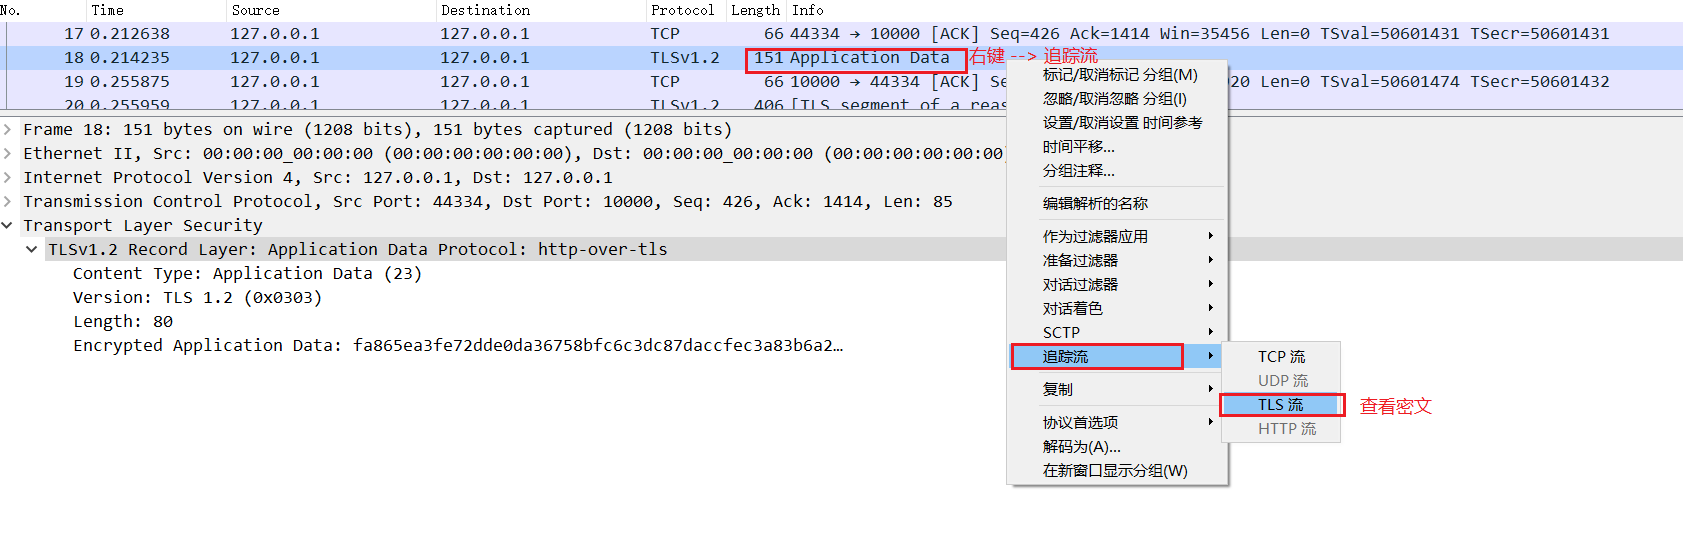 No. Time Source Destination Protocol Length Info
17 0.212638 127.0.0.1 127.0.0.1 TCP 66 44334 → 10000 [ACK] Seq=426 Ack=1414 Win=35456 Len=0 TSval=50601431 TSecr=50601431
18 0.214235 127.0.0.1 127.0.0.1 TLSv1.2 151 Application Data 右键 --> 追踪流
19 0.255875 127.0.0.1 127.0.0.1 TCP 66 10000 → 44334 [ACK] Se 20 Len=0 TSval=50601474 TSecr=50601432
20 0.255959 127.0.0.1 127.0.0.1 TLSv1.2 406 [TLS segment of a reas
Frame 18: 151 bytes on wire (1208 bits), 151 bytes captured (1208 bits)
Ethernet II, Src: 00:00:00_00:00:00 (00:00:00:00:00:00), Dst: 00:00:00_00:00:00 (00:00:00:00:00:00)
Internet Protocol Version 4, Src: 127.0.0.1, Dst: 127.0.0.1
Transmission Control Protocol, Src Port: 44334, Dst Port: 10000, Seq: 426, Ack: 1414, Len: 85
Transport Layer Security
TLSv1.2 Record Layer: Application Data Protocol: http-over-tls
Content Type: Application Data (23)
Version: TLS 1.2 (0x0303)
Length: 80
Encrypted Application Data: fa865ea3fe72dde0da36758bfc6c3dc87daccfec3a83b6a2…
标记/取消标记 分组(M)
忽略/取消忽略 分组(I)
设置/取消设置 时间参考
时间平移...
分组注释...
编辑解析的名称
作为过滤器应用
准备过滤器
对话过滤器
对话着色
SCTP
追踪流
复制
协议首选项
解码为(A)...
在新窗口显示分组(W)
TCP 流
UDP 流
TLS 流 查看密文
HTTP 流